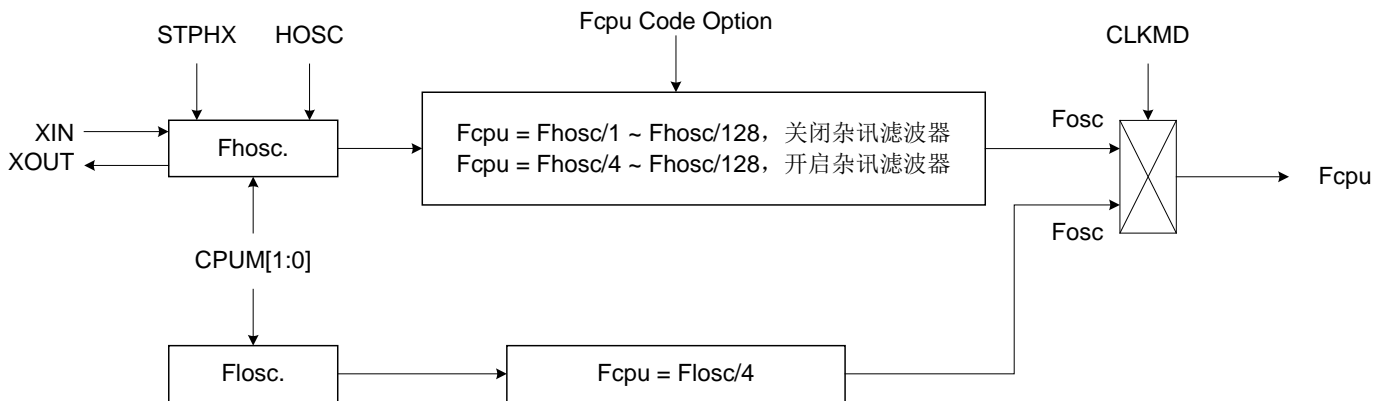 Fcpu Code Option
STPHX
HOSC
CLKMD
XIN
XOUT
Fhosc.
Fcpu = Fhosc/1 ~ Fhosc/128，关闭杂讯滤波器
Fcpu = Fhosc/4 ~ Fhosc/128，开启杂讯滤波器
Fosc
Fosc
Fcpu
CPUM[1:0]
Flosc.
Fcpu = Flosc/4